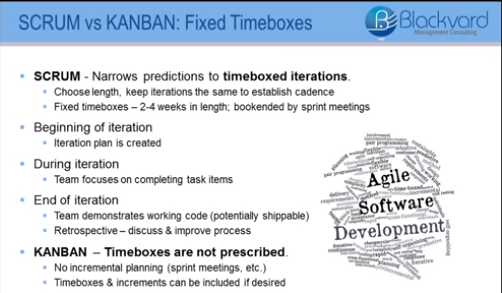 SCRUM vs KANBAN: Fixed Timeboxes
Blackvard
Management Consulting
SCRUM - Narrows predictions to timeboxed iterations.
Choose length, keep iterations the same to establish cadence
Fixed timeboxes – 2-4 weeks in length; bookended by sprint meetings
Beginning of iteration
Iteration plan is created
During iteration
Team focuses on completing task items
End of iteration
Team demonstrates working code (potentially shippable)
Retrospective – discuss & improve process
KANBAN – Timeboxes are not prescribed.
No incremental planning (sprint meetings, etc.)
Timeboxes & increments can be included if desired
pair programming
Agile
Software
Development